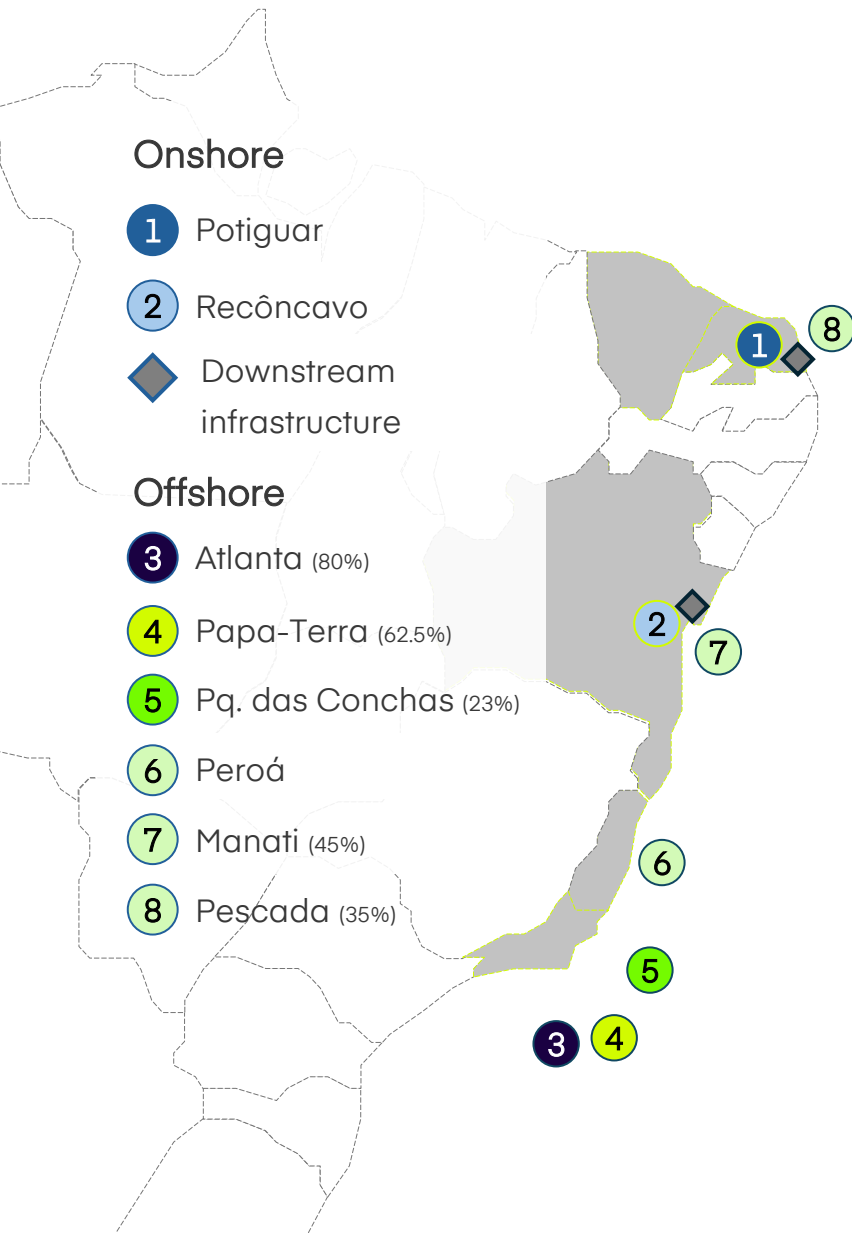 Onshore
1 Potiguar
2 Recôncavo
Downstream
infrastructure
Offshore
3 Atlanta (80%)
4 Papa-Terra (62.5%)
5 Pq. das Conchas (23%)
6 Peroá
7 Manati (45%)
8 Pescada (35%)
8
1
2
7
6
5
4
3